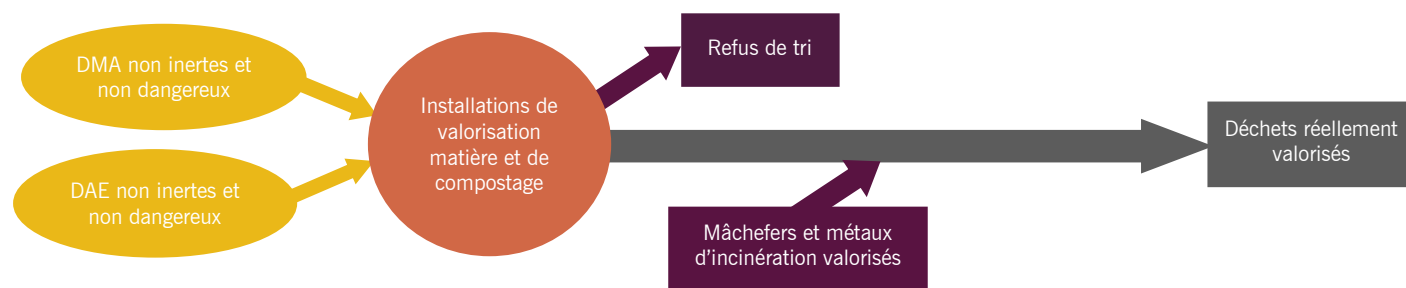 DMA non inertes et
non dangereux
DAE non inertes et
non dangereux
Installations de
valorisation
matière et de
compostage
Refus de tri
Mâchefers et métaux
d'incinération valorisés
Déchets réellement
valorisés